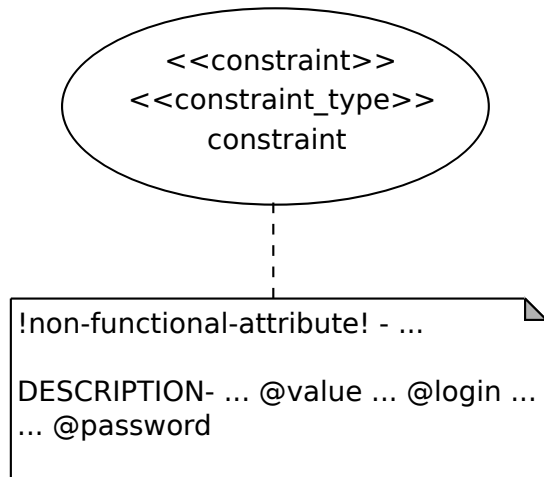 <<constraint>>
<<constraint_type>>
constraint
!non-functional-attribute! - ...
DESCRIPTION- ... @value ... @login ...
... @password